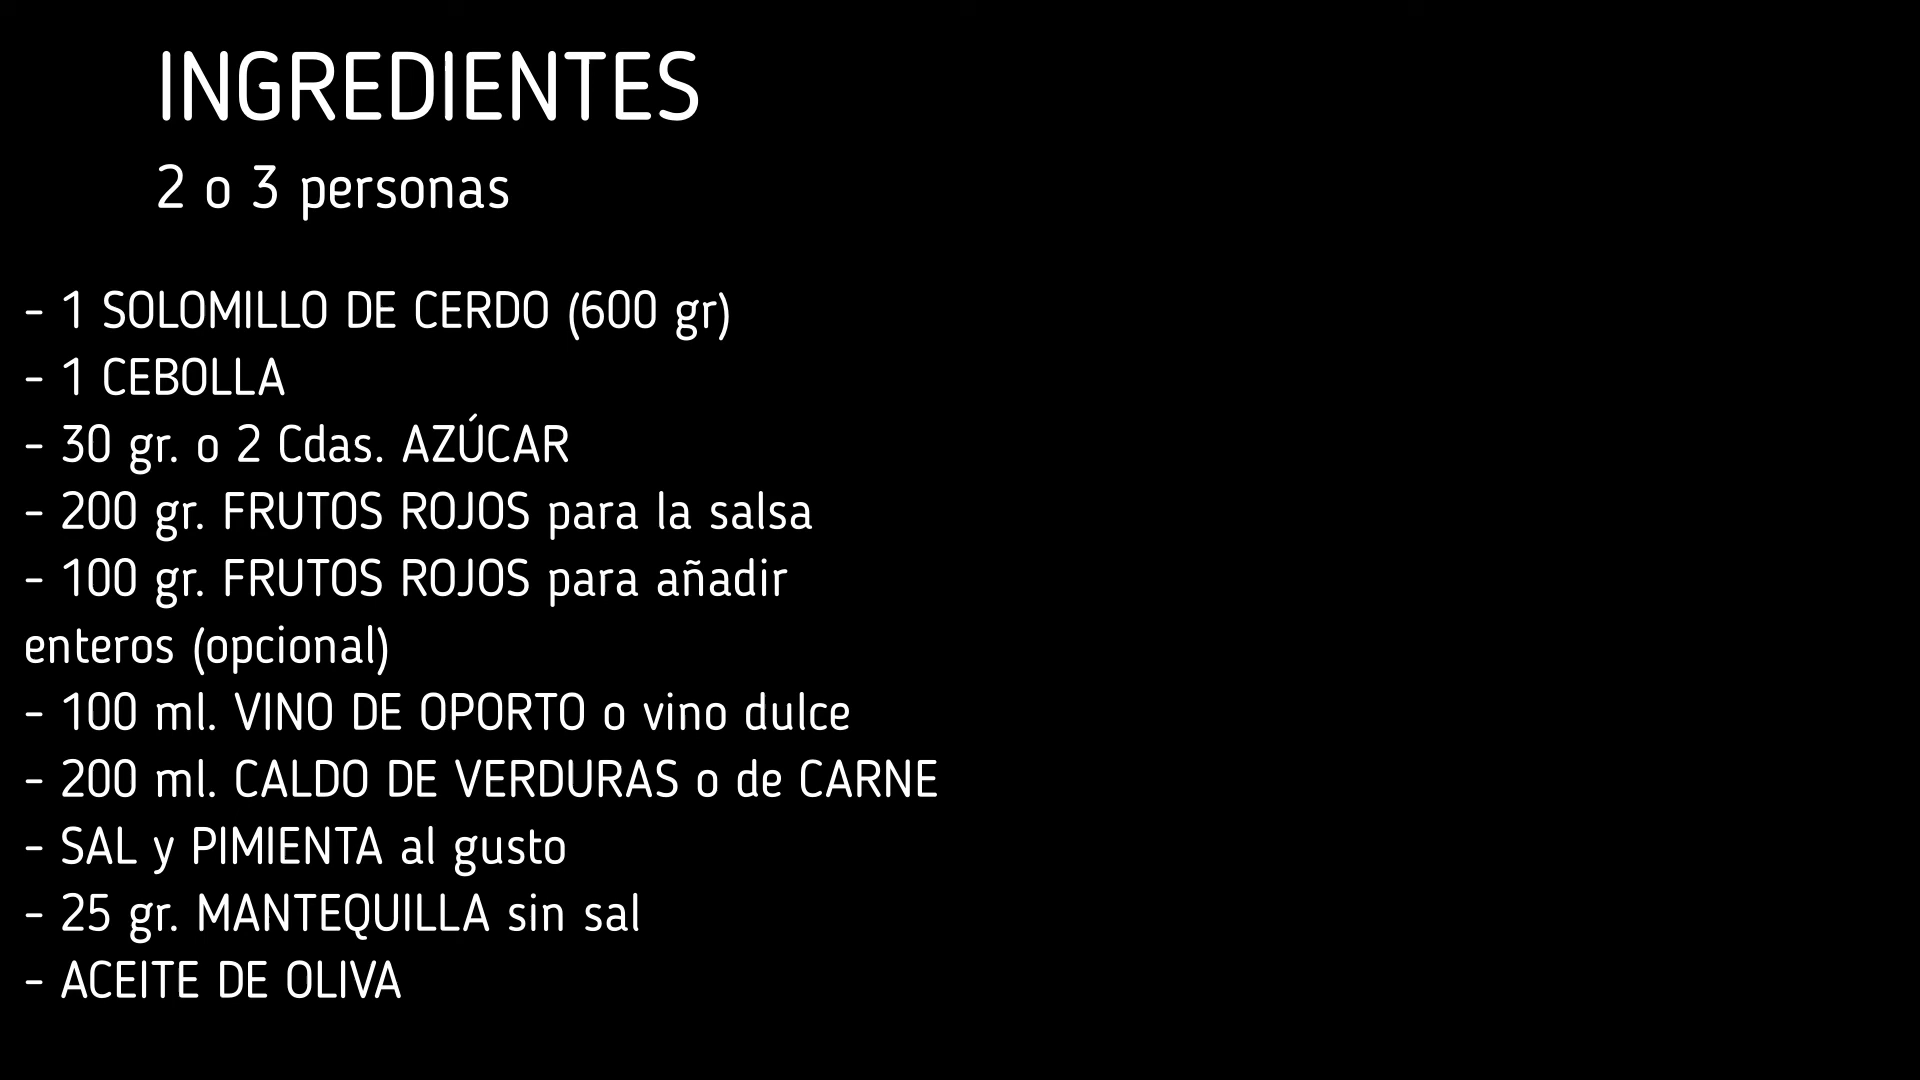 INGREDIENTES
2 o 3 personas
- 1 SOLOMILLO DE CERDO (600 gr)
- 1 CEBOLLA
- 30 gr. o 2 Cdas. AZÚCAR
- 200 gr. FRUTOS ROJOS para la salsa
- 100 gr. FRUTOS ROJOS para añadir
enteros (opcional)
- 100 ml. VINO DE OPORTO o vino dulce
- 200 ml. CALDO DE VERDURAS o de CARNE
- SAL y PIMIENTA al gusto
- 25 gr. MANTEQUILLA sin sal
- ACEITE DE OLIVA